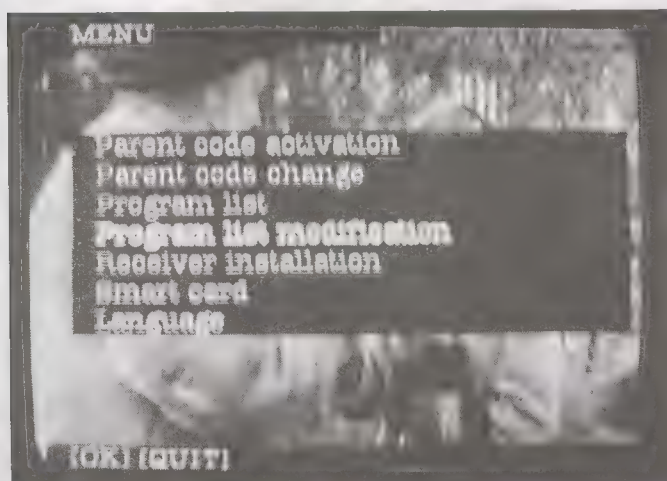 MENU
Parent code activation
Parent code change
Program list
Program list modification
Receiver installation
Smart card
Language
[OK] [QUIT]